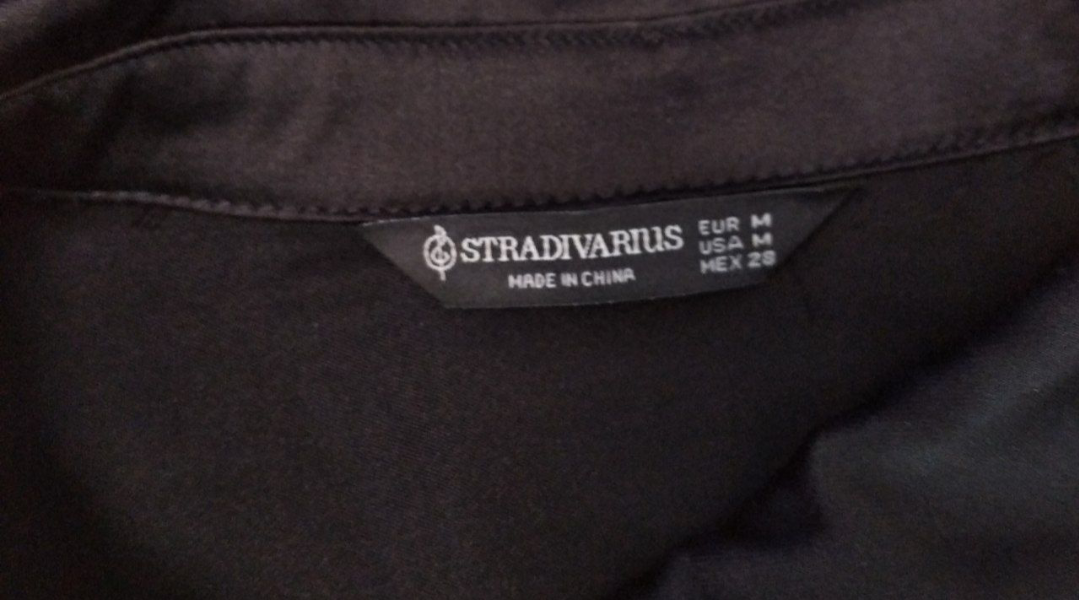 STRADIVARIUS
MADE IN CHINA
EUR M
USA M
MEX 28